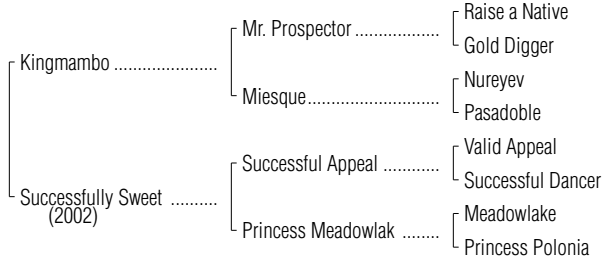 Raise a Native
Mr. Prospector ..................
Gold Digger
Kingmambo ......................
Nureyev
Miesque............................
Pasadoble
Valid Appeal
Successful Appeal ............
Successful Dancer
Successfully Sweet ..........
(2002)
Meadowlake
Princess Meadowlak ........
Princess Polonia